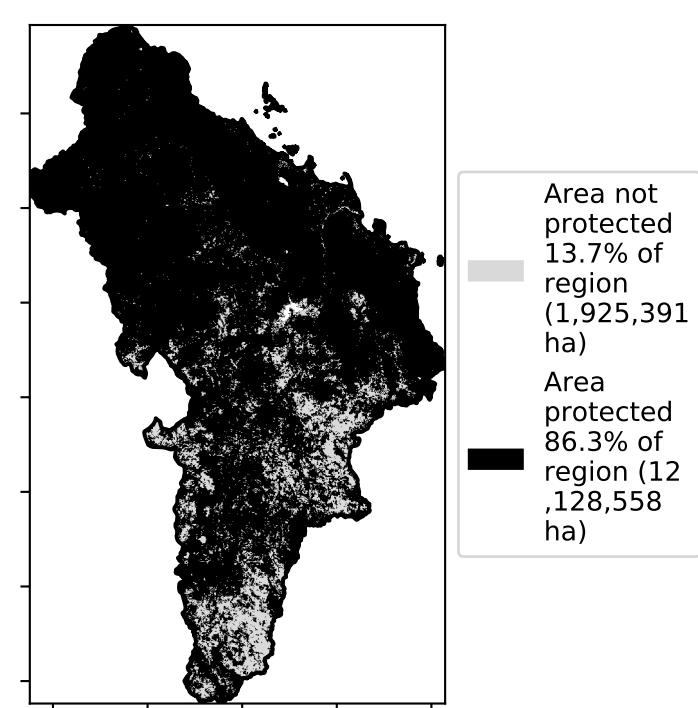 Area not
protected
13.7% of
region
(1,925,391
ha)
Area
protected
86.3% of
region (12
,128,558
ha)